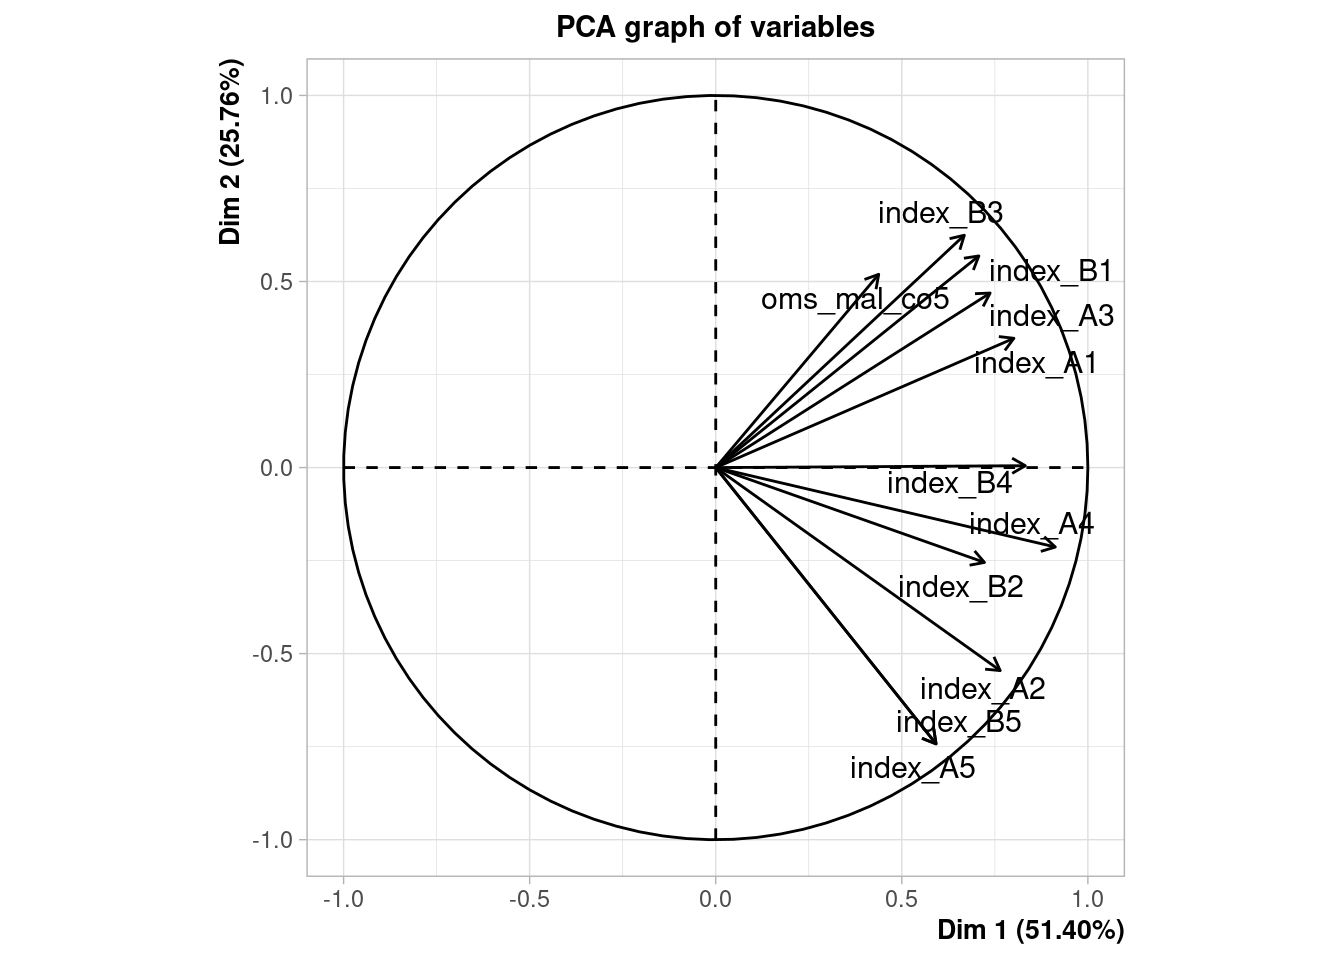 PCA graph of variables
Dim 2 (25.76%)
1.0
0.5
0.0
-0.5
-1.0
index_B3
index_B1
oms_mal_co5
index_A3
index_A1
index_B4
index_A4
index_B2
index_A2
index_B5
index_A5
-1.0 -0.5 0.0 0.5 1.0
Dim 1 (51.40%)